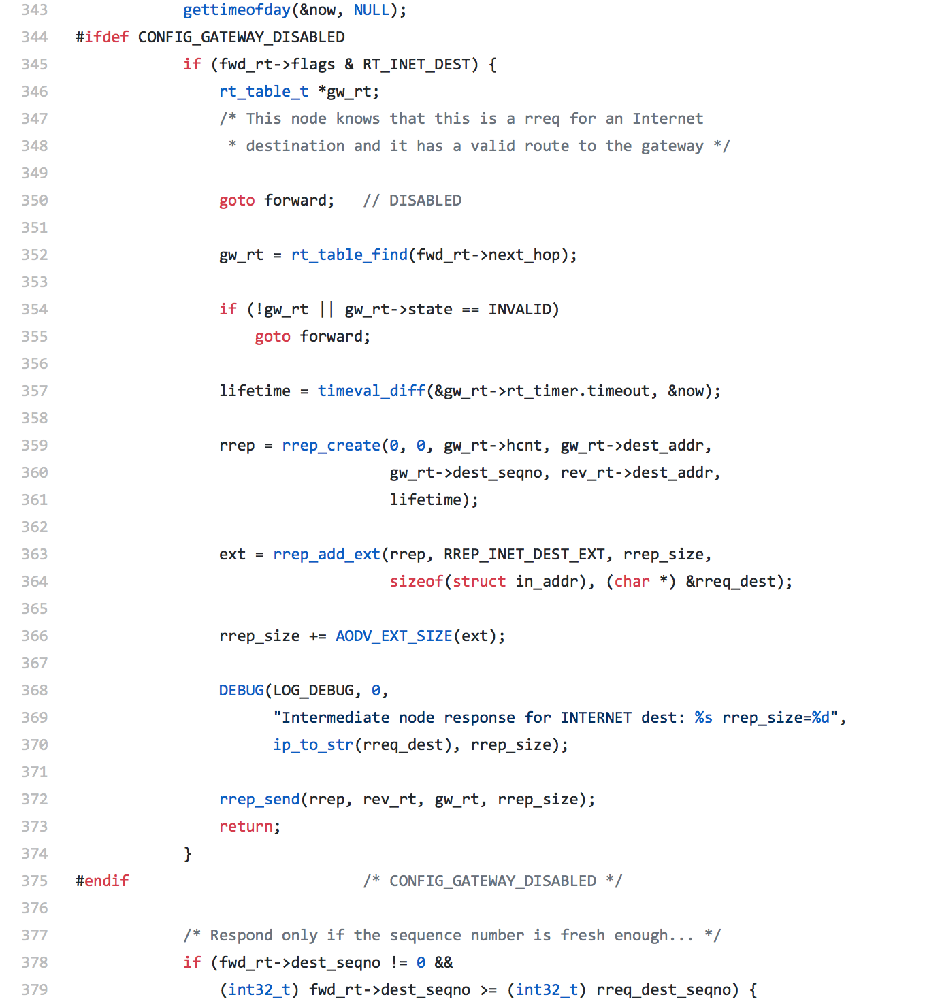 343 gettimeofday(&now, NULL);
344 #ifdef CONFIG_GATEWAY_DISABLED
345 if (fwd_rt->flags & RT_INET_DEST) {
346 rt_table_t *gw_rt;
347 /* This node knows that this is a rreq for an Internet
348 * destination and it has a valid route to the gateway */
349
350 goto forward; // DISABLED
351
352 gw_rt = rt_table_find(fwd_rt->next_hop);
353
354 if (!gw_rt || gw_rt->state == INVALID)
355 goto forward;
356
357 lifetime = timeval_diff(&gw_rt->rt_timer.timeout, &now);
358
359 rrep = rrep_create(0, 0, gw_rt->hcnt, gw_rt->dest_addr,
360 gw_rt->dest_seqno, rev_rt->dest_addr,
361 lifetime);
362
363 ext = rrep_add_ext(rrep, RREP_INET_DEST_EXT, rrep_size,
364 sizeof(struct in_addr), (char *) &rreq_dest);
365
366 rrep_size += AODV_EXT_SIZE(ext);
367
368 DEBUG(LOG_DEBUG, 0,
369 "Intermediate node response for INTERNET dest: %s rrep_size=%d",
370 ip_to_str(rreq_dest), rrep_size);
371
372 rrep_send(rrep, rev_rt, gw_rt, rrep_size);
373 return;
374 }
375 #endif /* CONFIG_GATEWAY_DISABLED */
376
377 /* Respond only if the sequence number is fresh enough... */
378 if (fwd_rt->dest_seqno != 0 &&
379 (int32_t) fwd_rt->dest_seqno >= (int32_t) rreq_dest_seqno) {